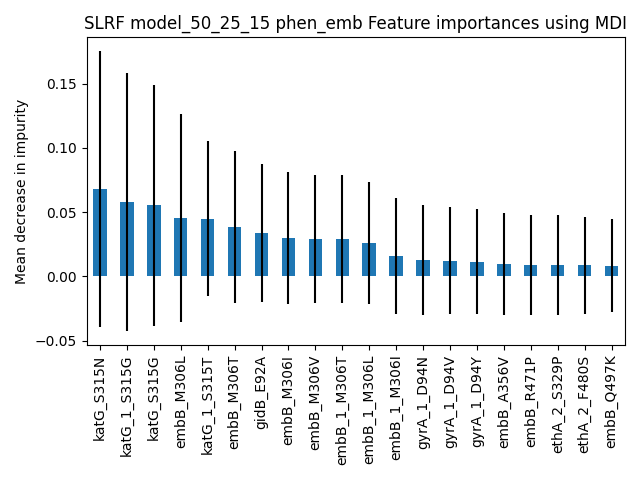 SLRF model_50_25_15 phen_emb Feature importances using MDI
Mean decrease in impurity
0.15
0.10
0.05
0.00
−0.05
katG_S315N
katG_1_S315G
katG_S315G
embB_M306L
katG_1_S315T
embB_M306T
gidB_E92A
embB_M306I
embB_M306V
embB_1_M306T
embB_1_M306L
embB_1_M306I
gyrA_1_D94N
gyrA_1_D94V
gyrA_1_D94Y
embB_A356V
embB_R471P
ethA_2_S329P
ethA_2_F480S
embB_Q497K